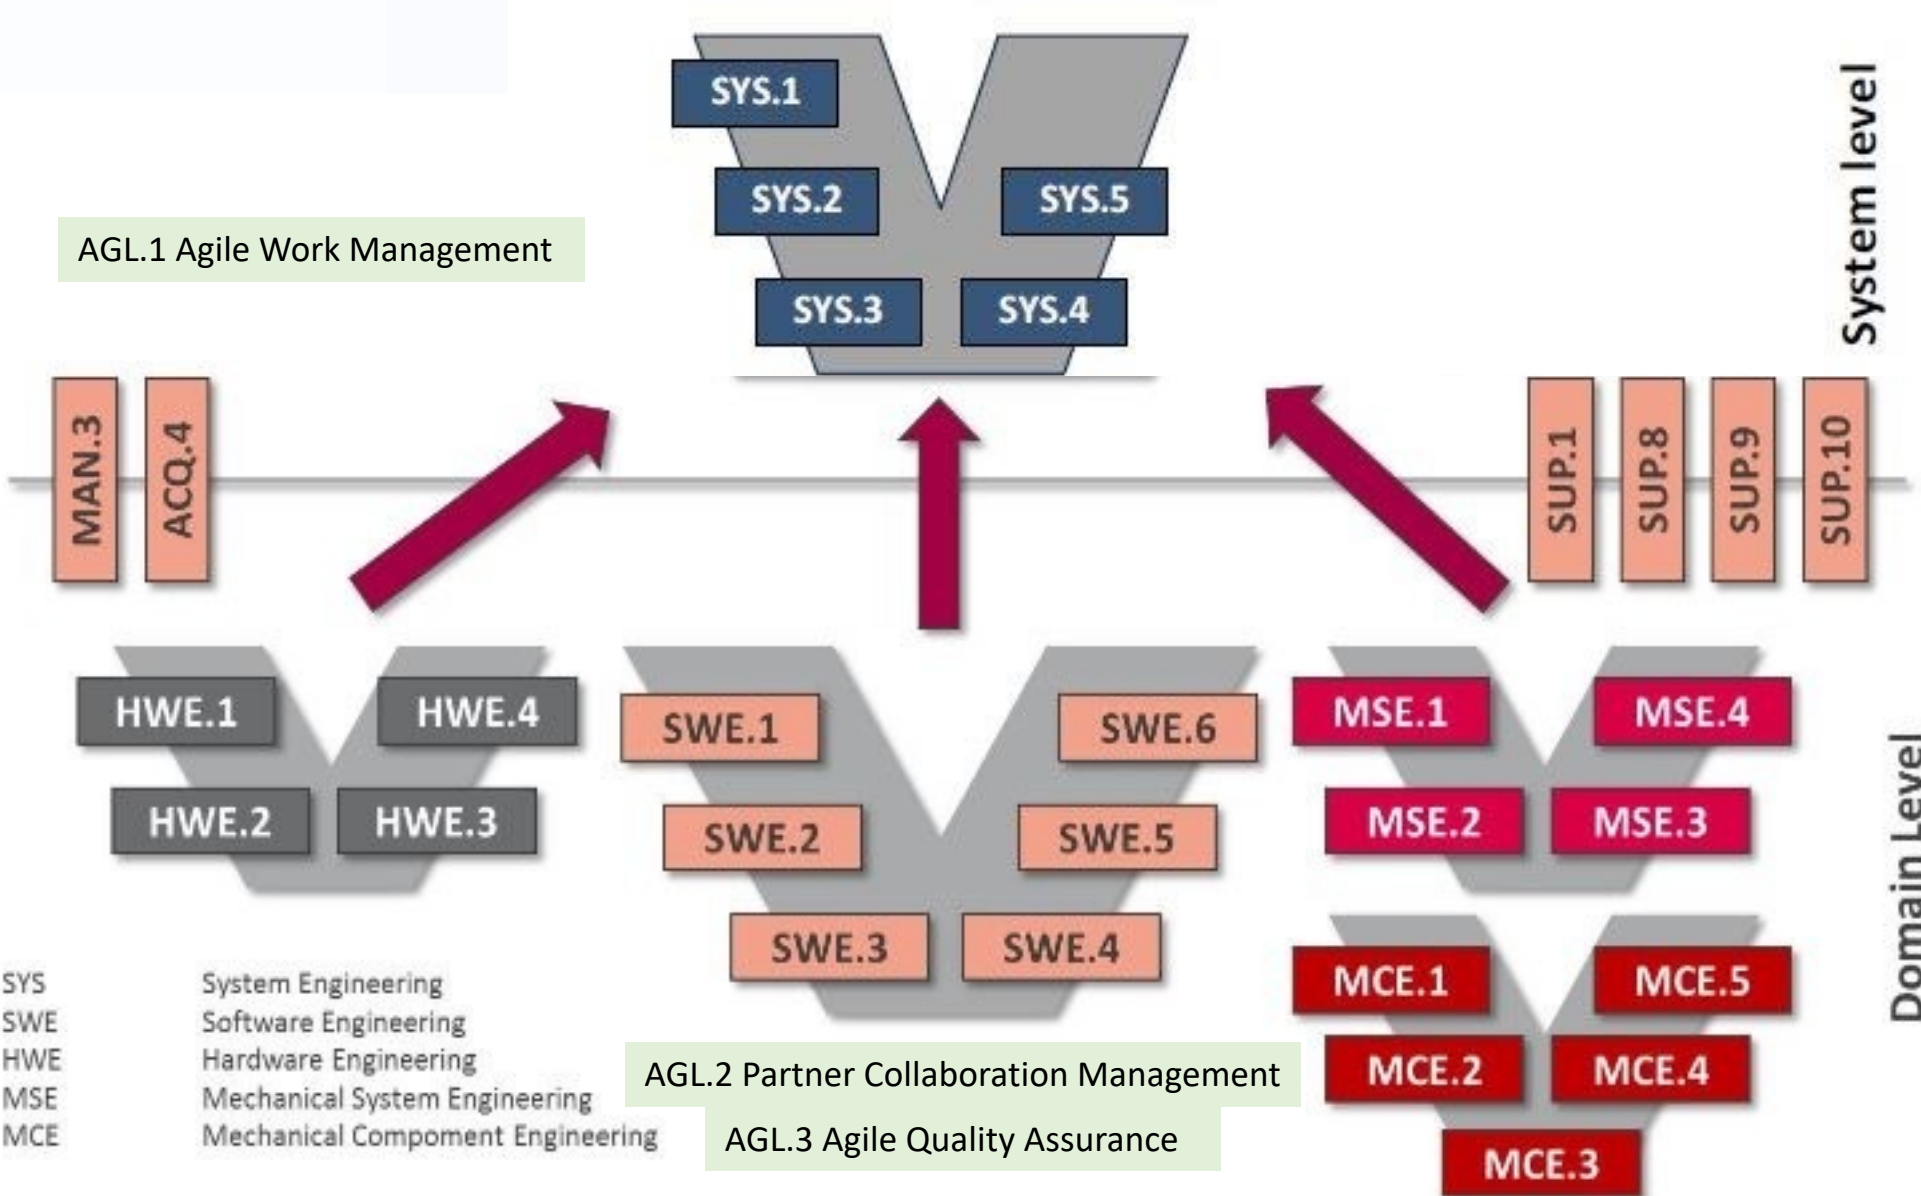 SYS.1
SYS.2
SYS.5
SYS.3
SYS.4
System level
AGL.1 Agile Work Management
MAN.3
ACQ.4
SUP.1
SUP.8
SUP.9
SUP.10
HWE.1
HWE.4
HWE.2
HWE.3
SWE.1
SWE.6
SWE.2
SWE.5
SWE.3
SWE.4
MSE.1
MSE.4
MSE.2
MSE.3
MCE.1
MCE.5
MCE.2
MCE.4
MCE.3
Domain Level
SYS System Engineering
SWE Software Engineering
HWE Hardware Engineering
MSE Mechanical System Engineering
MCE Mechanical Compoment Engineering
AGL.2 Partner Collaboration Management
AGL.3 Agile Quality Assurance